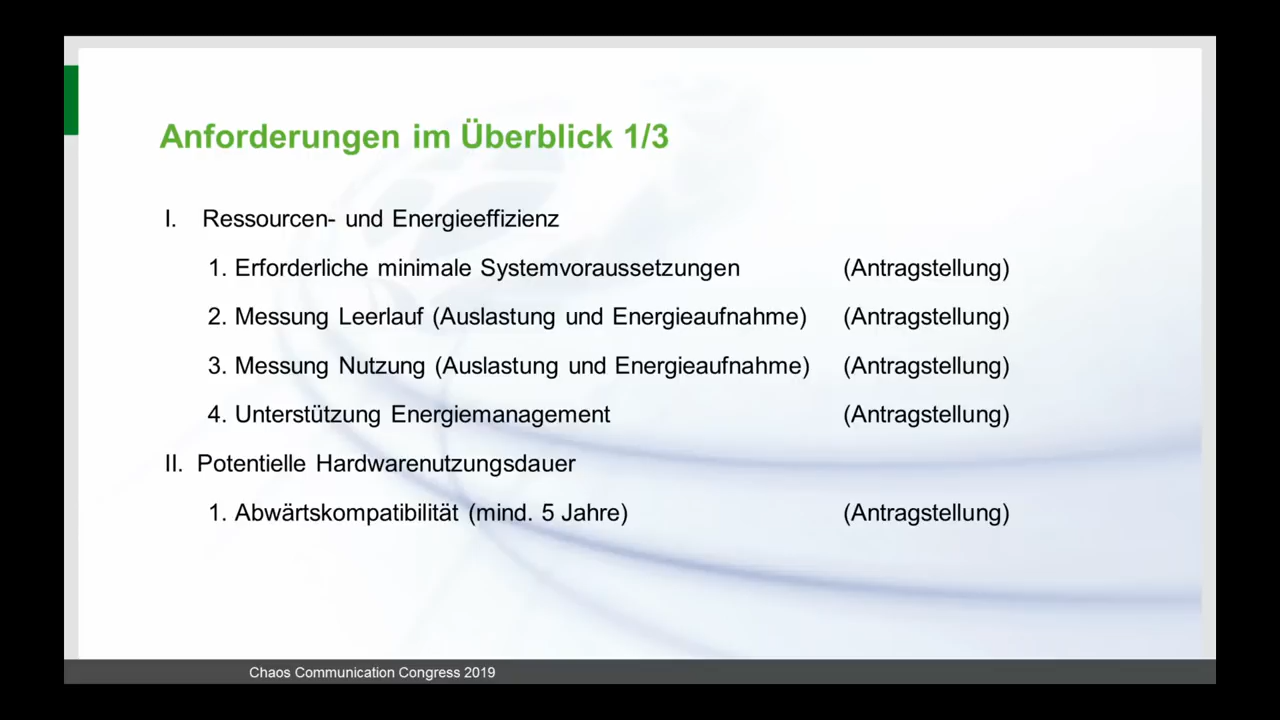 Anforderungen im Überblick 1/3
I. Ressourcen- und Energieeffizienz
1. Erforderliche minimale Systemvoraussetzungen (Antragstellung)
2. Messung Leerlauf (Auslastung und Energieaufnahme) (Antragstellung)
3. Messung Nutzung (Auslastung und Energieaufnahme) (Antragstellung)
4. Unterstützung Energiemanagement (Antragstellung)
II. Potentielle Hardwarenutzungsdauer
1. Abwärtskompatibilität (mind. 5 Jahre) (Antragstellung)
Chaos Communication Congress 2019